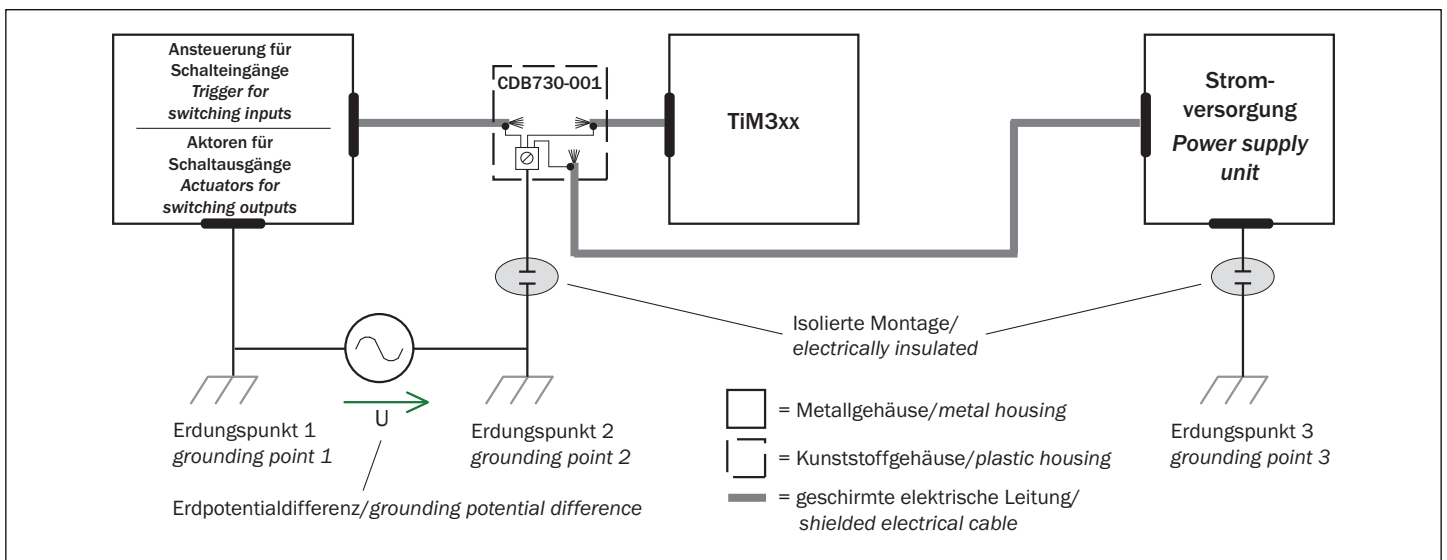 Ansteuerung für
Schalteingänge
Trigger for
switching inputs
Aktoren für
Schaltausgänge
Actuators for
switching outputs
CDB730-001
TiM3xx
Strom-
versorgung
Power supply
unit
Isolierte Montage/
electrically insulated
U
Erdungspunkt 1
grounding point 1
Erdungspunkt 2
grounding point 2
Erdungspunkt 3
grounding point 3
Erdpotentialdifferenz/grounding potential difference
= Metallgehäuse/metal housing
= Kunststoffgehäuse/plastic housing
= geschirmte elektrische Leitung/
shielded electrical cable